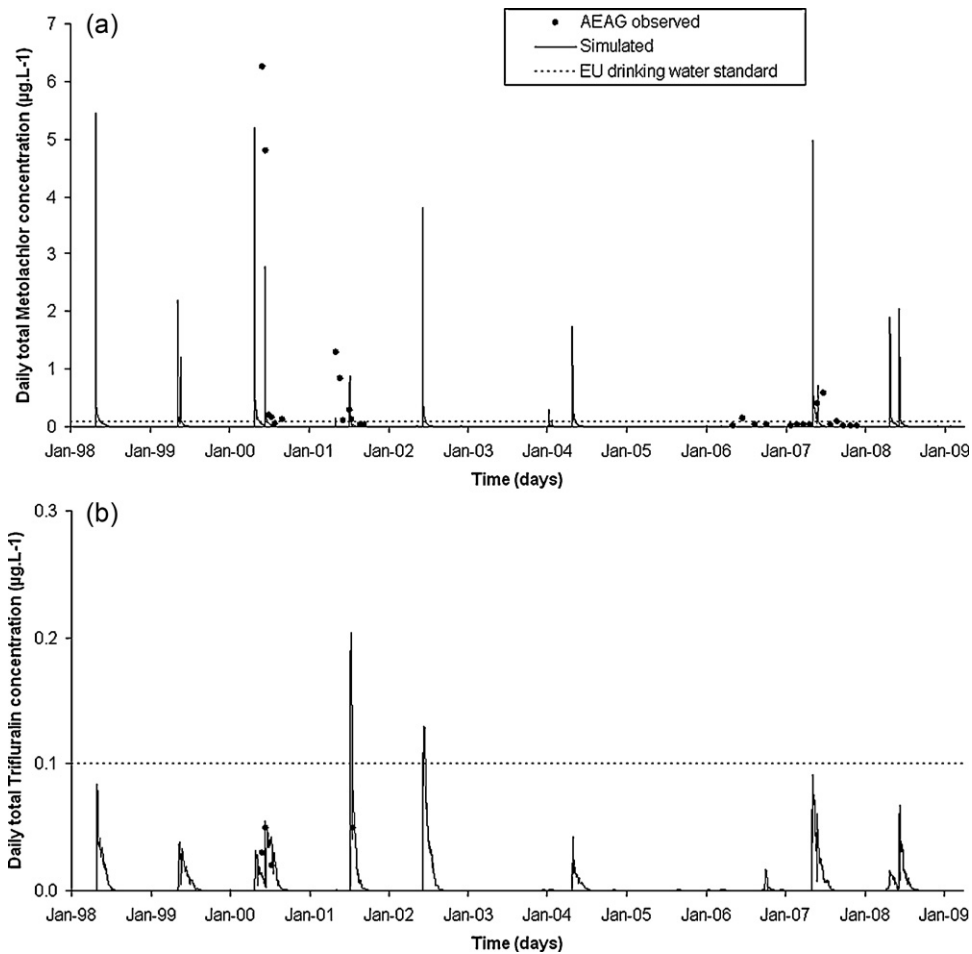 (a)
AEAG observed
Simulated
EU drinking water standard
Daily total Metolachlor concentration (µg.L-1)
7
6
5
4
3
2
1
0
Jan-98 Jan-99 Jan-00 Jan-01 Jan-02 Jan-03 Jan-04 Jan-05 Jan-06 Jan-07 Jan-08 Jan-09
Time (days)
(b)
Daily total Trifluralin concentration (µg.L-1)
0.3
0.2
0.1
0.0
Jan-98 Jan-99 Jan-00 Jan-01 Jan-02 Jan-03 Jan-04 Jan-05 Jan-06 Jan-07 Jan-08 Jan-09
Time (days)